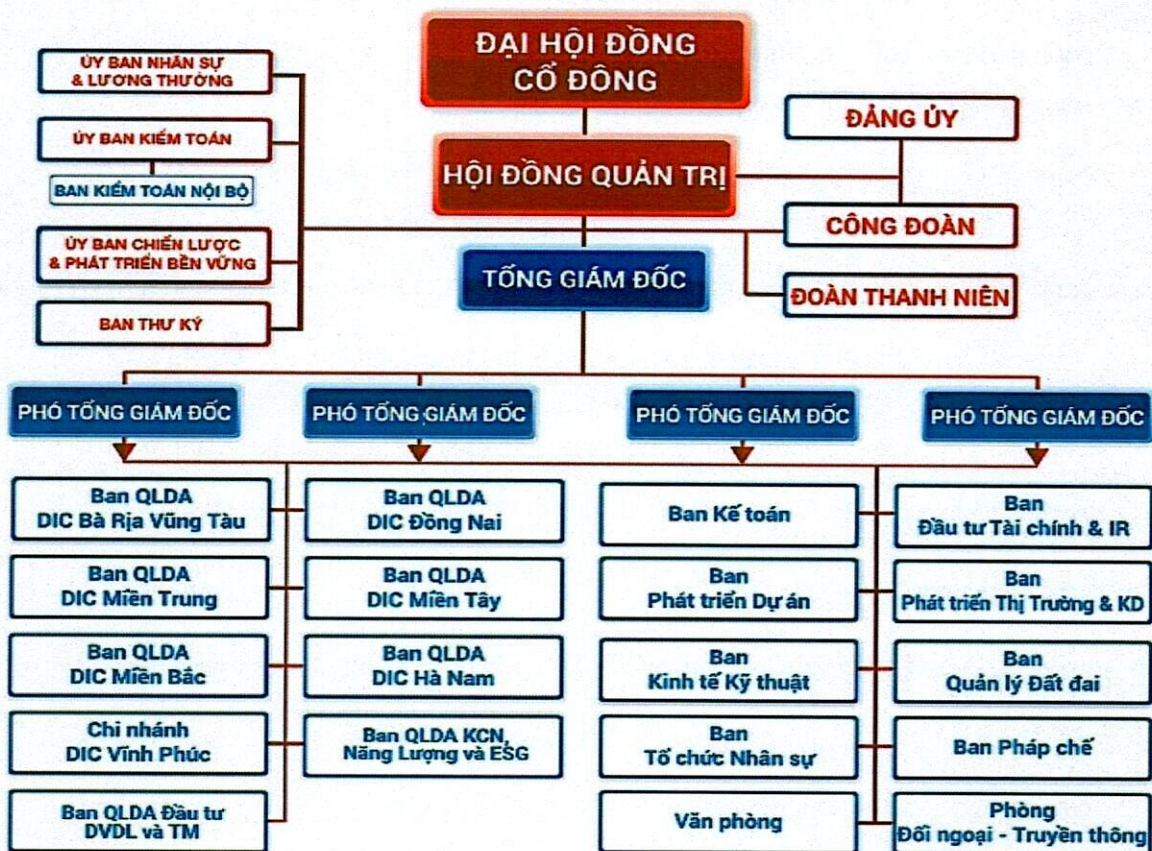 ĐẠI HỘI ĐỒNG
CỔ ĐÔNG
ỦY BAN NHÂN SỰ
& LƯƠNG THƯỞNG
ỦY BAN KIỂM TOÁN
BAN KIỂM TOÁN NỘI BỘ
ỦY BAN CHIẾN LƯỢC
& PHÁT TRIỂN BỀN VỮNG
BAN THƯ KÝ
HỘI ĐỒNG QUẢN TRỊ
ĐẢNG ỦY
CÔNG ĐOÀN
ĐOÀN THANH NIÊN
TỔNG GIÁM ĐỐC
PHÓ TỔNG GIÁM ĐỐC
PHÓ TỔNG GIÁM ĐỐC
PHÓ TỔNG GIÁM ĐỐC
PHÓ TỔNG GIÁM ĐỐC
Ban QLDA
DIC Bà Rịa Vũng Tàu
Ban QLDA
DIC Miền Trung
Ban QLDA
DIC Miền Bắc
Chi nhánh
DIC Vĩnh Phúc
Ban QLDA Đầu tư
DVDL và TM
Ban QLDA
DIC Đồng Nai
Ban QLDA
DIC Miền Tây
Ban QLDA
DIC Hà Nam
Ban QLDA KCN,
Năng Lượng và ESG
Ban Kế toán
Ban
Phát triển Dự án
Ban
Kinh tế Kỹ thuật
Ban
Tổ chức Nhân sự
Văn phòng
Ban
Đầu tư Tài chính & IR
Ban
Phát triển Thị Trường & KD
Ban
Quản lý Đất đai
Ban Pháp chế
Phòng
Đối ngoại - Truyền thông